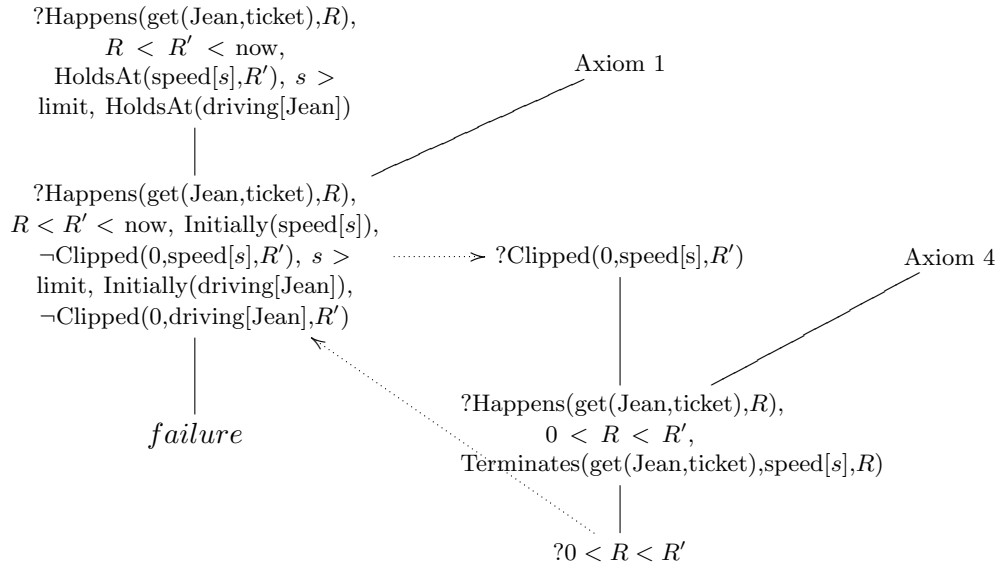 ?Happens(get(Jean,ticket),R),
R < R′ < now,
HoldsAt(speed[s],R′), s >
limit, HoldsAt(driving[Jean])
Axiom 1
?Happens(get(Jean,ticket),R),
R < R′ < now, Initially(speed[s]),
¬Clipped(0,speed[s],R′), s >
limit, Initially(driving[Jean]),
¬Clipped(0,driving[Jean],R′)
?Clipped(0,speed[s],R′)
Axiom 4
failure
?Happens(get(Jean,ticket),R),
0 < R < R′,
Terminates(get(Jean,ticket),speed[s],R)
?0 < R < R′